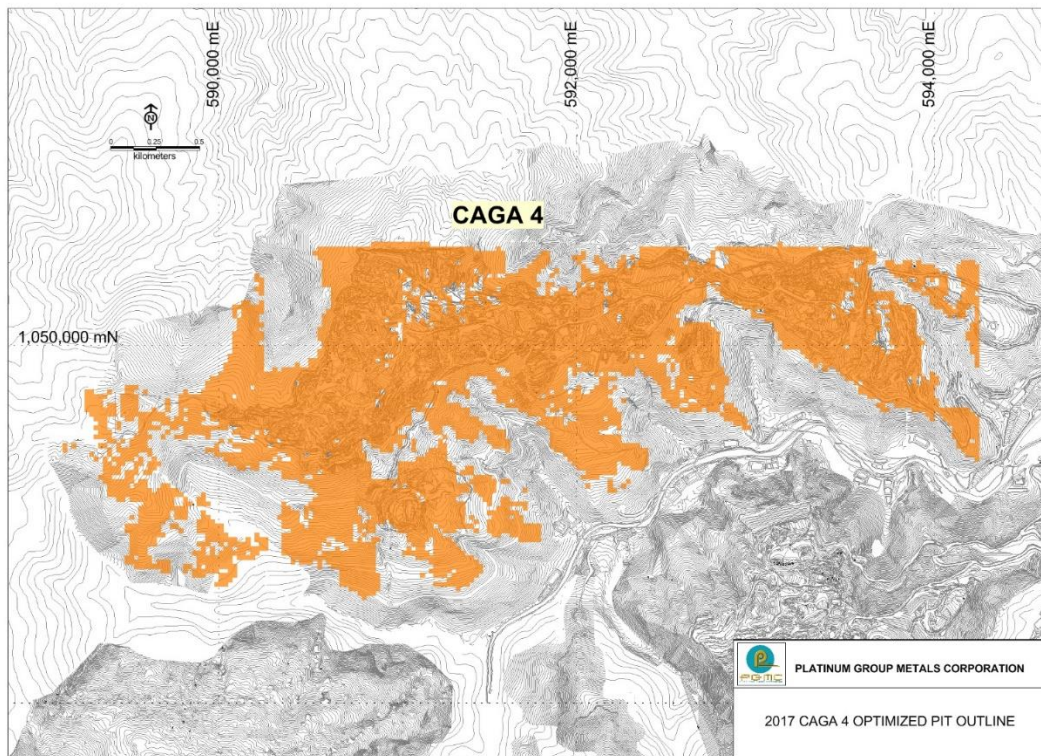 590,000 mE
592,000 mE
594,000 mE
N
0 0.25 0.5
kilometers
CAGA 4
1,050,000 mN
PGMC
PLATINUM GROUP METALS CORPORATION
2017 CAGA 4 OPTIMIZED PIT OUTLINE